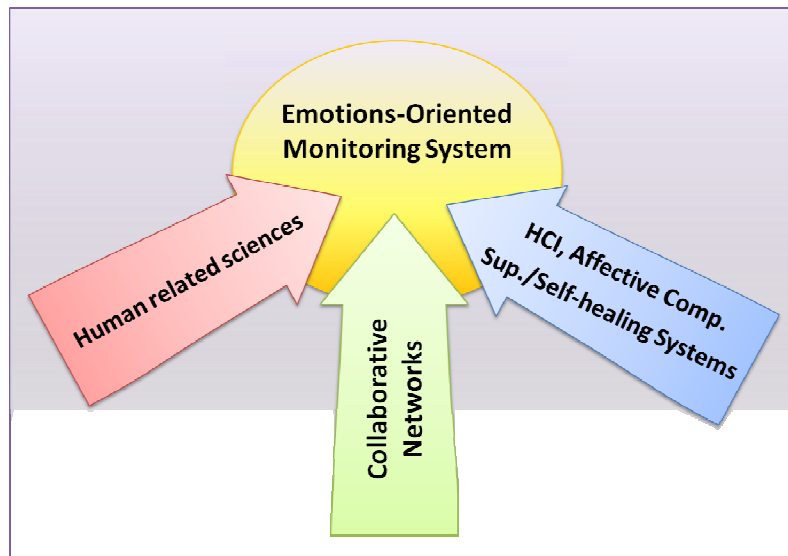 Emotions-Oriented
Monitoring System
Human related sciences
Collaborative
Networks
HCI, Affective Comp.
Sup./Self-healing Systems